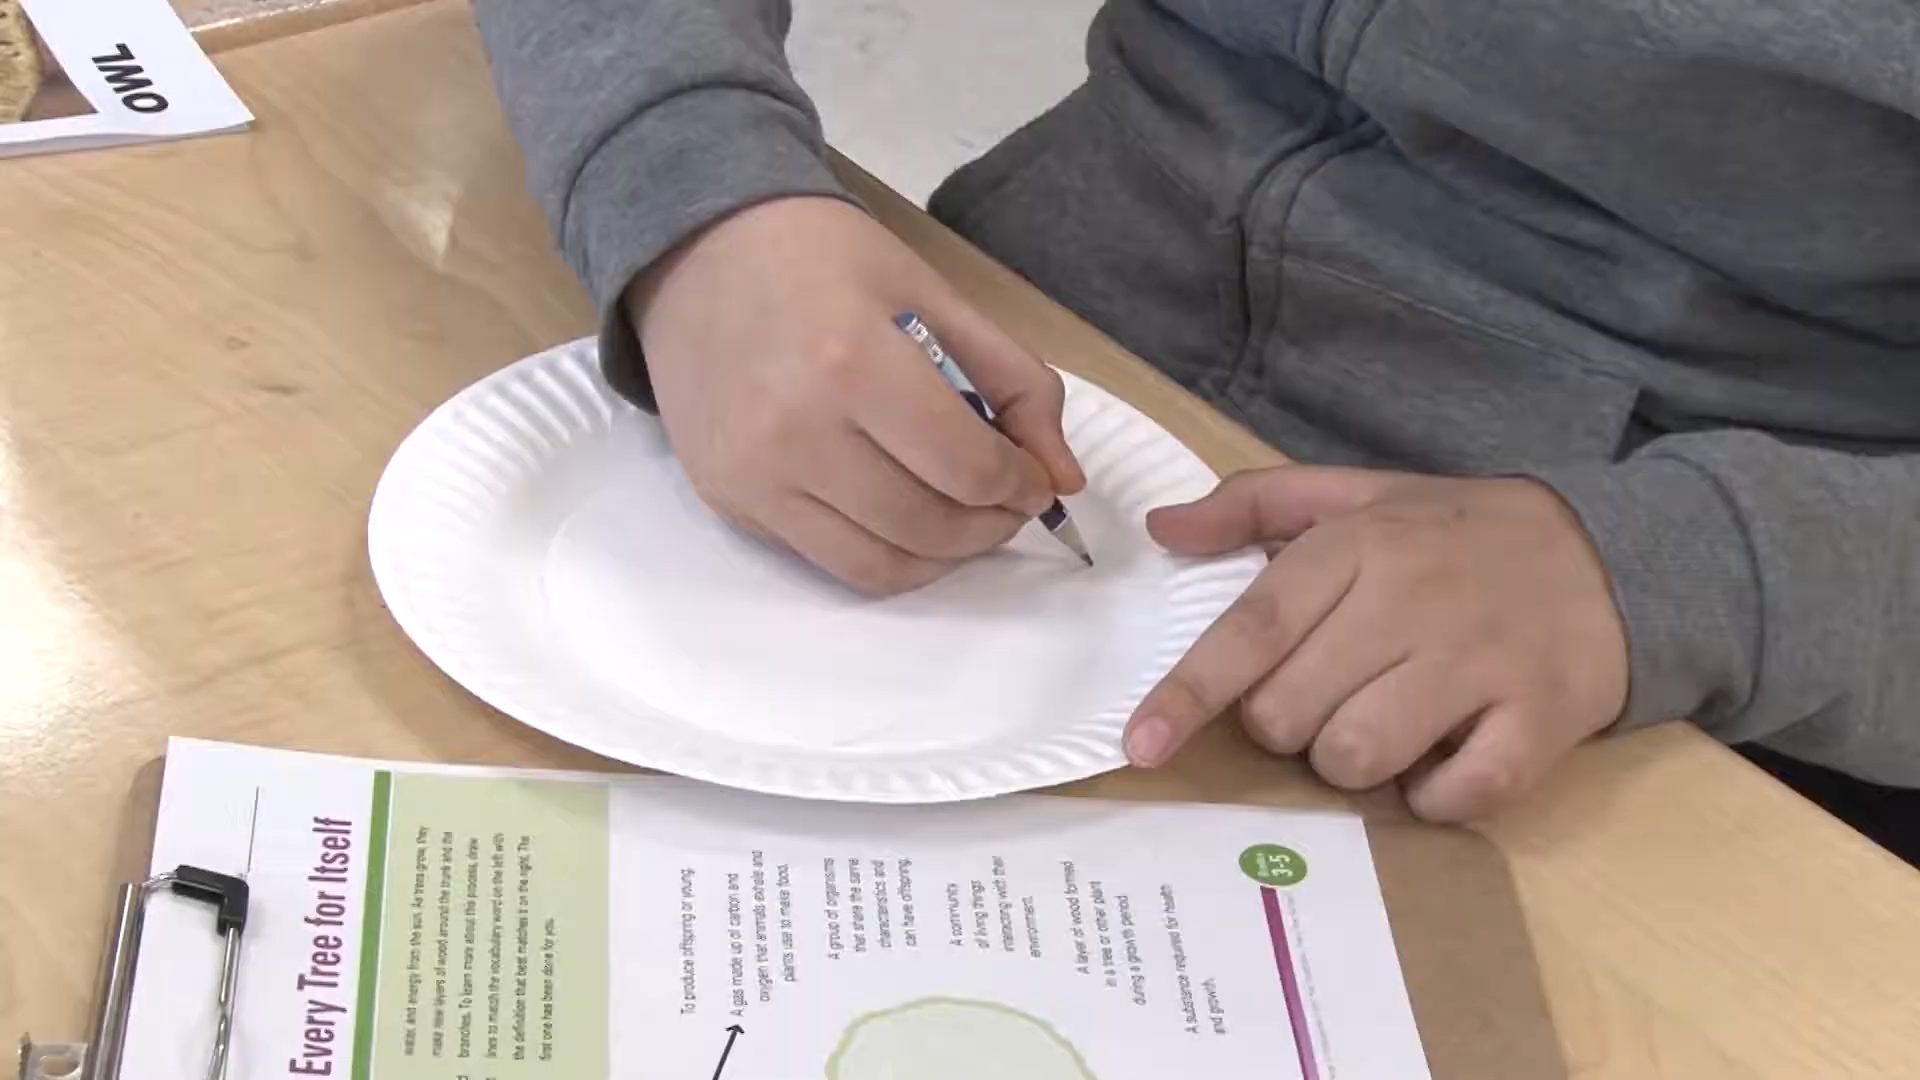 OWL
Every Tree for Itself
water, and energy from the sun. As trees grow, they
make new layers of wood around the trunk and the
branches. To learn more about this process, draw
lines to match the vocabulary word on the left with
the definition that best matches it on the right. The
first one has been done for you.
To produce offspring or young.
A gas made up of carbon and
oxygen that animals exhale and
plants use to make food.
A group of organisms
that share the same
characteristics and
can have offspring.
A community
of living things
interacting with their
environment.
A layer of wood formed
in a tree or other plant
during a growth period.
A substance required for health
and growth.
3-5